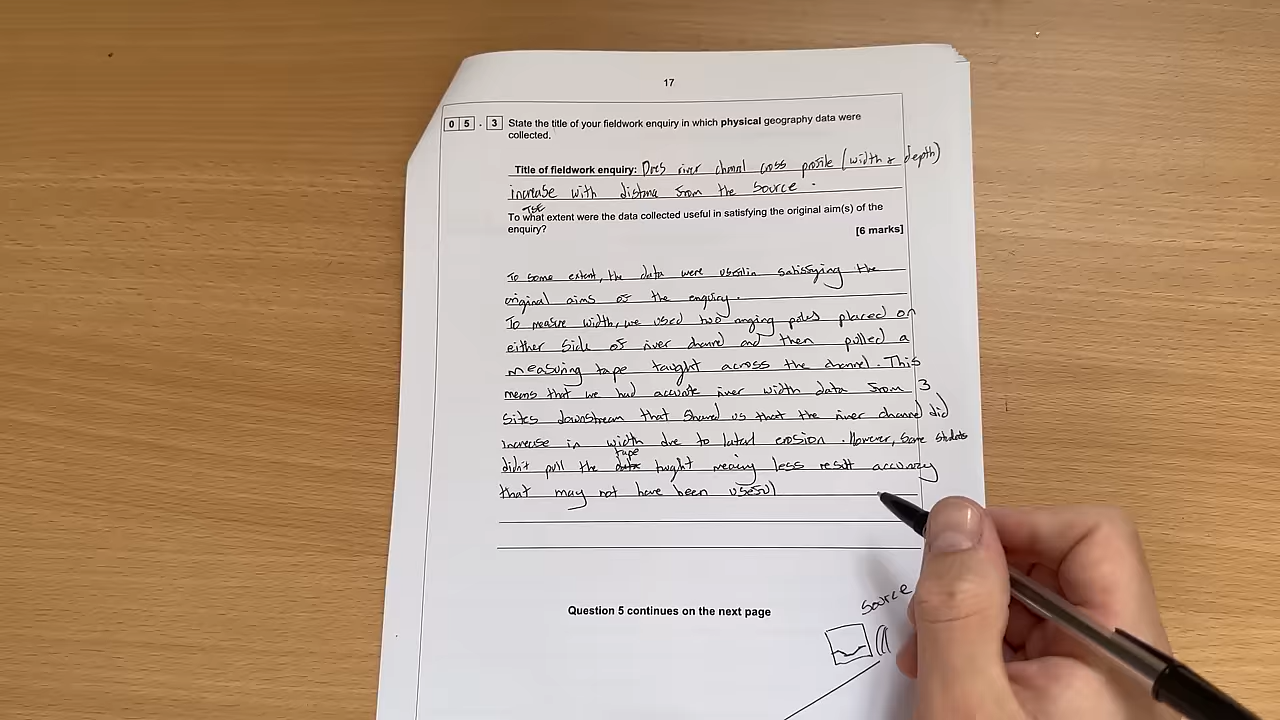 17
0 5 . 3 State the title of your fieldwork enquiry in which physical geography data were
collected.
Title of fieldwork enquiry: Does river channel cross profile (width & depth)
increase with distance from the source.
TSE
To what extent were the data collected useful in satisfying the original aim(s) of the
enquiry?
[6 marks]
To some extent, the data were useful in satisfying the
original aims of the enquiry.
To measure width, we used two ranging poles placed on
either side of river channel and then pulled a
measuring tape taught across the channel. This
means that we had accurate river width data from 3
sites downstream that showed us that the river channel did
increase in width due to lateral erosion. However, some students
didn't pull the tape taught meaning less result accuracy
that may not have been useful
Question 5 continues on the next page
Source